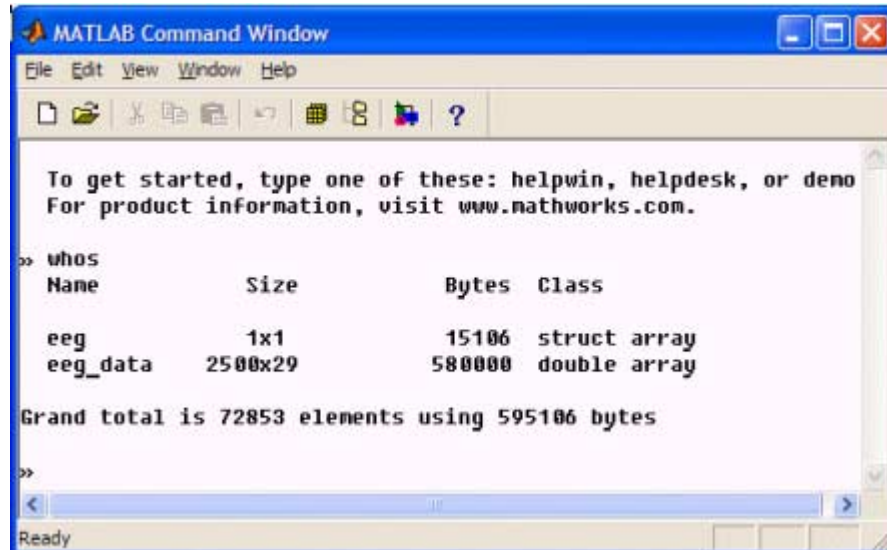 MATLAB Command Window
File Edit View Window Help
?
To get started, type one of these: helpwin, helpdesk, or demo
For product information, visit www.mathworks.com.
» whos
Name Size Bytes Class
eeg 1x1 15106 struct array
eeg_data 2500x29 580000 double array
Grand total is 72853 elements using 595106 bytes
»
Ready